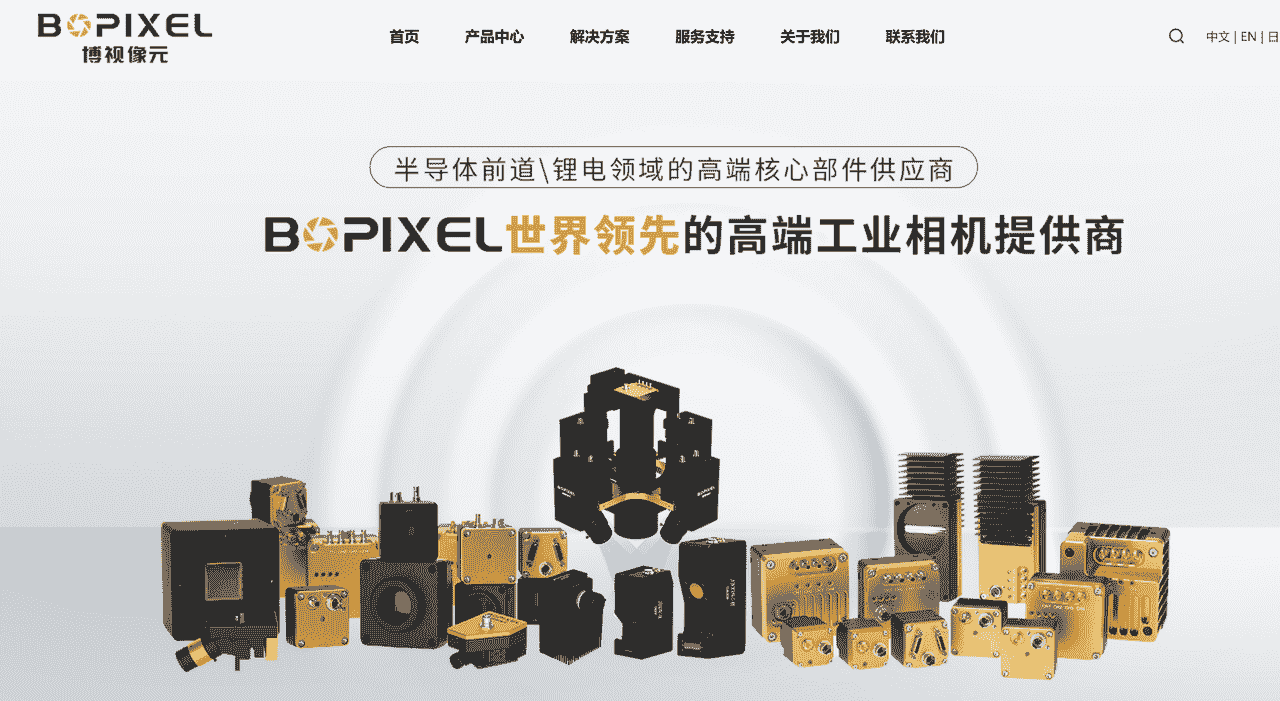 BOPIXEL
博视像元
首页 产品中心 解决方案 服务支持 关于我们 联系我们
中文 | EN | 日
半导体前道\锂电领域的高端核心部件供应商
BOPIXEL世界领先的高端工业相机提供商
BOPIXEL
BOPIXEL